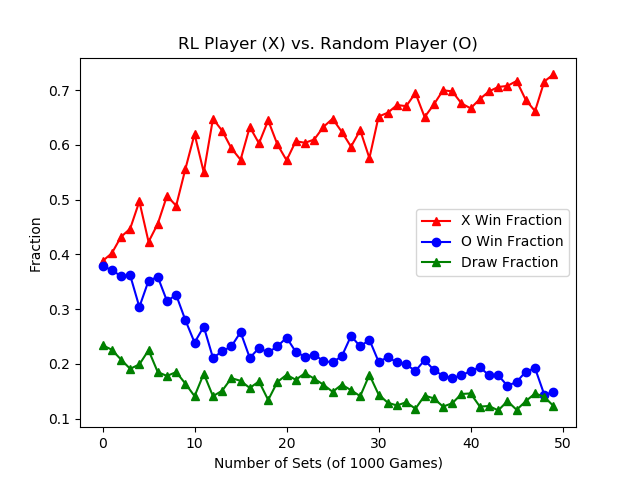 RL Player (X) vs. Random Player (O)
Fraction
0.7
0.6
0.5
0.4
0.3
0.2
0.1
X Win Fraction
O Win Fraction
Draw Fraction
0 10 20 30 40 50
Number of Sets (of 1000 Games)